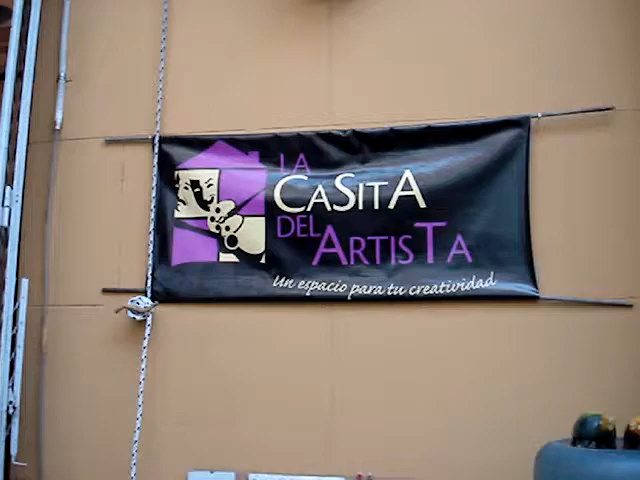 LA
CaSitA
DEL
ArtisTa
un espacio para tu creatividad